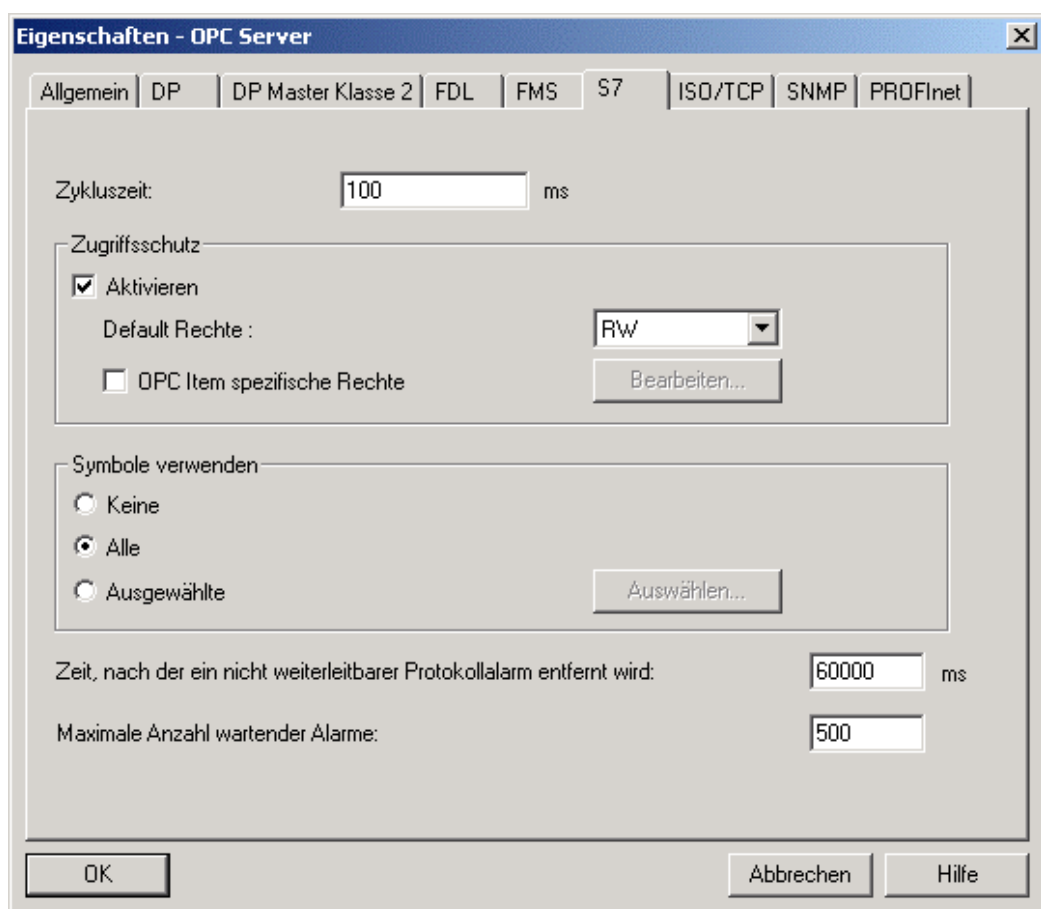 Eigenschaften - OPC Server
Allgemein DP DP Master Klasse 2 FDL FMS S7 ISO/TCP SNMP PROFInet
Zykluszeit: 100 ms
Zugriffsschutz
Aktivieren
Default Rechte : RW
OPC Item spezifische Rechte Bearbeiten...
Symbole verwenden
Keine
Alle
Ausgewählte Auswählen...
Zeit, nach der ein nicht weiterleitbarer Protokollalarm entfernt wird: 60000 ms
Maximale Anzahl wartender Alarme: 500
OK Abbrechen Hilfe